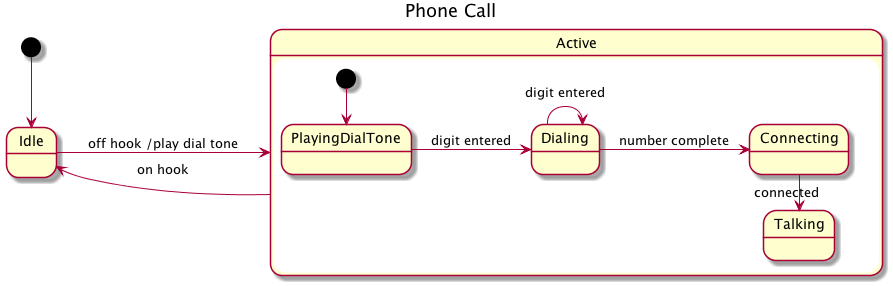 Phone Call
Active
digit entered
Idle
off hook /play dial tone
PlayingDialTone
digit entered
Dialing
number complete
Connecting
on hook
connected
Talking